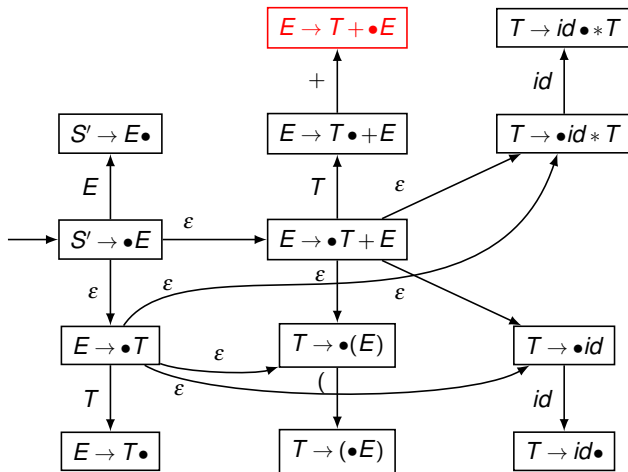 E → T + •E
T → id • ∗ T
+
id
S′ → E•
E → T • + E
T → •id ∗ T
E
T
ε
S′ → •E
ε
E → •T + E
ε
ε
ε
E → •T
ε
T → •(E)
T → •id
T
ε
(
id
E → T•
T → (•E)
T → id•